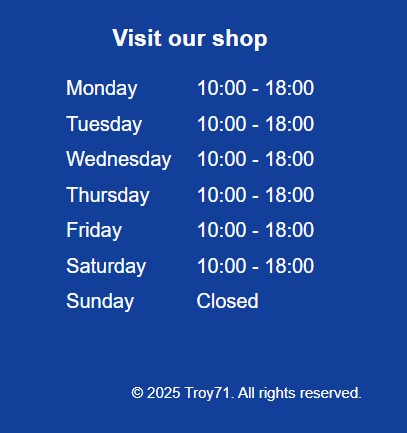 Visit our shop
Monday 10:00 - 18:00
Tuesday 10:00 - 18:00
Wednesday 10:00 - 18:00
Thursday 10:00 - 18:00
Friday 10:00 - 18:00
Saturday 10:00 - 18:00
Sunday Closed
© 2025 Troy71. All rights reserved.